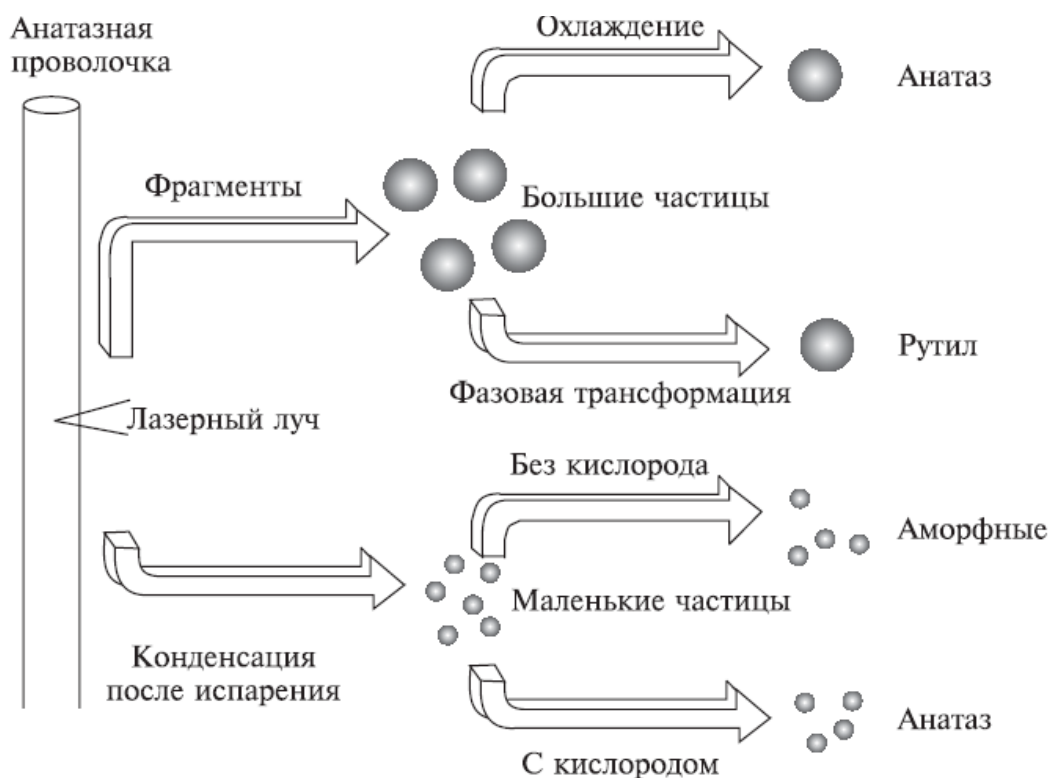 Анатазная
проволочка
Охлаждение
Анатаз
Фрагменты
Большие частицы
Рутил
Фазовая трансформация
Лазерный луч
Без кислорода
Аморфные
Маленькие частицы
Конденсация
после испарения
Анатаз
С кислородом